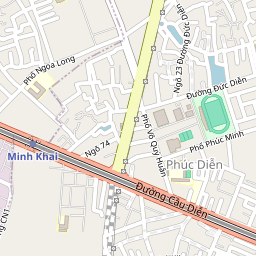 Phố Ngọa Long
Ngõ 23 Đường Đức Diễn
Đường Đức Diễn
Phố Võ Quý Huân
Phố Phúc Minh
Ngõ 74
Minh Khai
Phúc Diễn
Đường Cầu Diễn
CN1